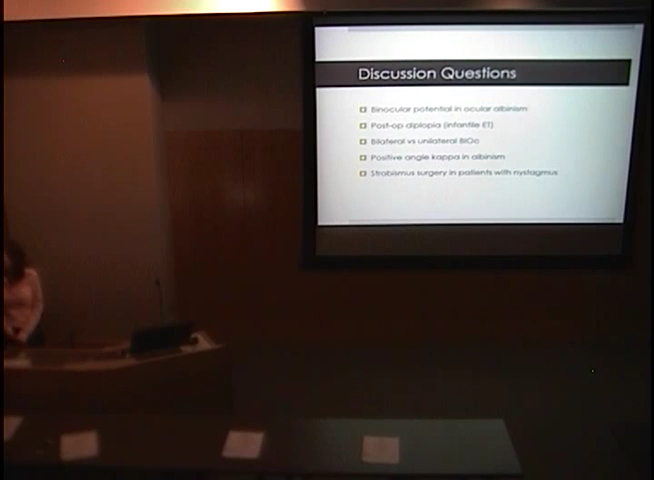 Discussion Questions
Binocular potential in ocular albinism
Post-op diplopia (infantile ET)
Bilateral vs unilateral BIOo
Positive angle kappa in albinism
Strabismus surgery in patients with nystagmus